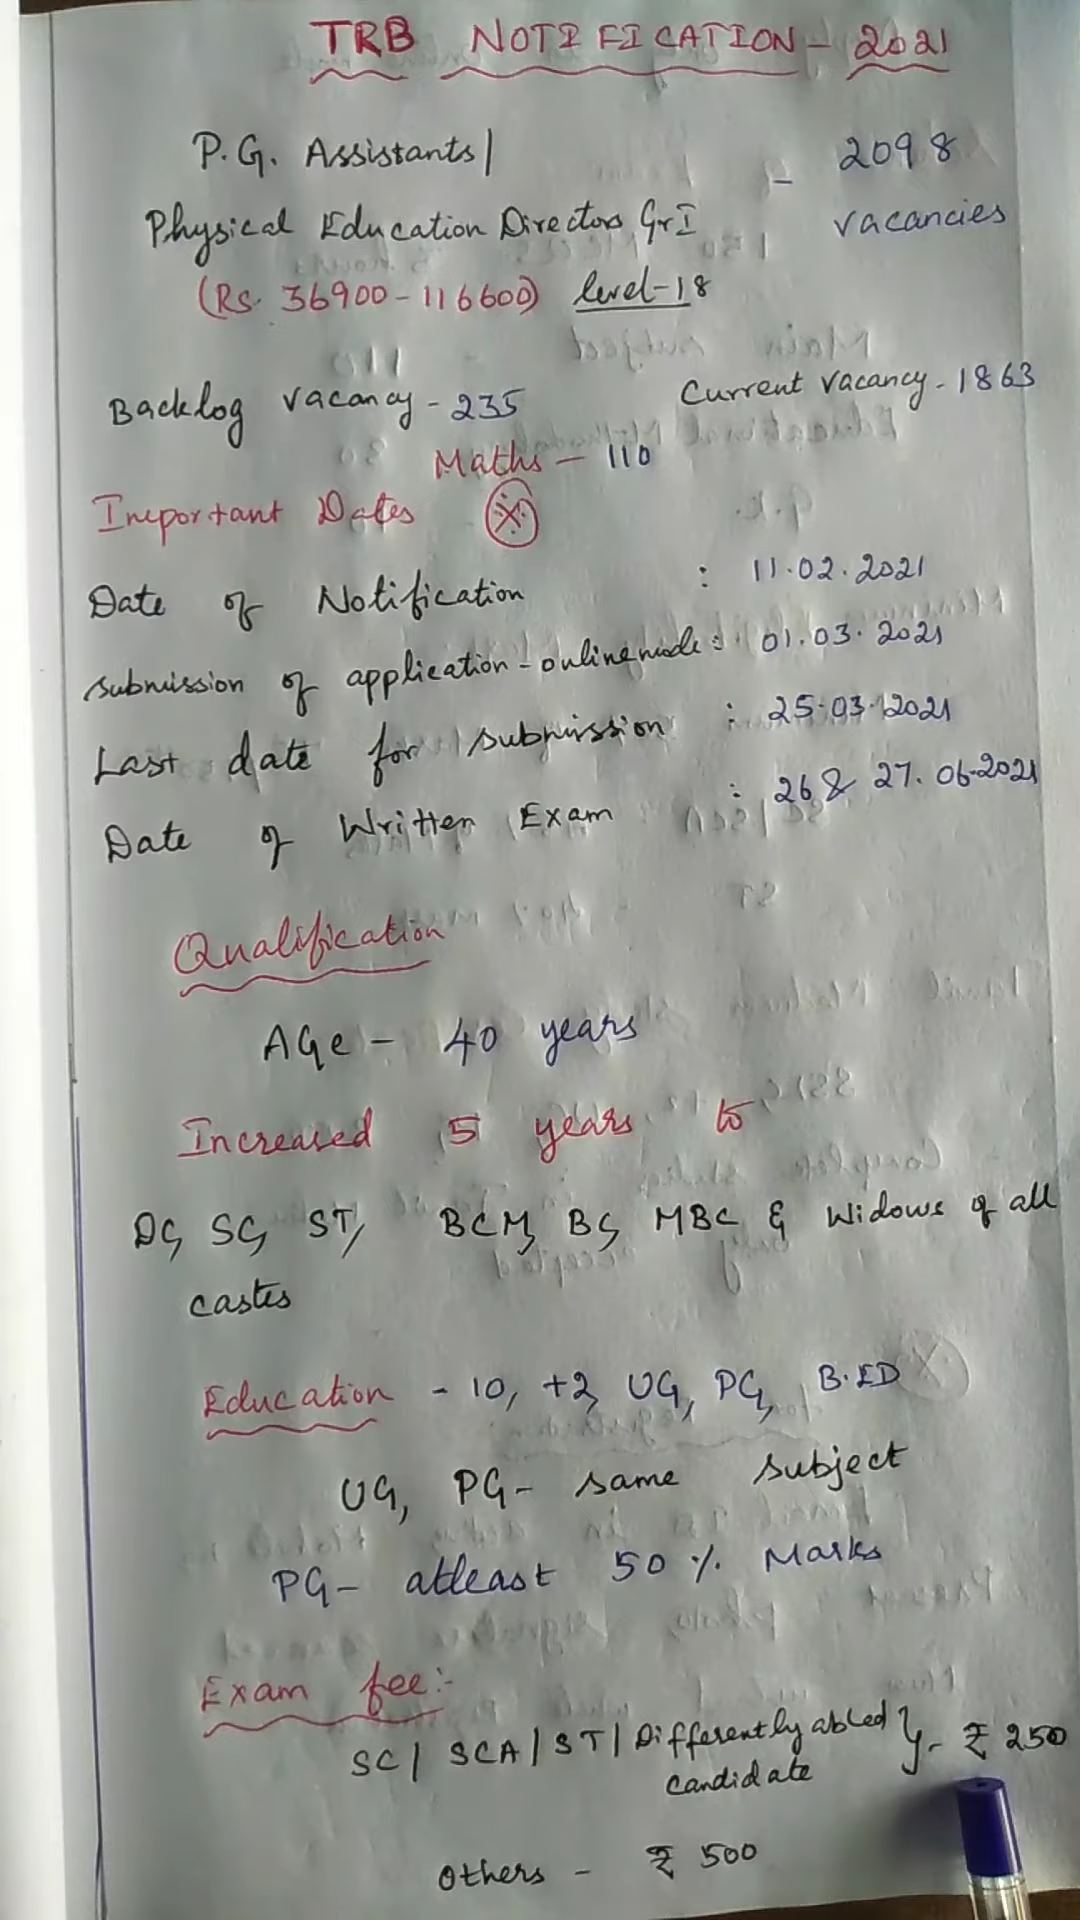 TRB NOTIFICATION - 2021
P.G. Assistants/ - 2098
Physical Education Directors Gr I vacancies
(Rs. 36900-116600) level-18
Backlog vacancy - 235 Current vacancy - 1863
Maths - 110
Important Dates
Date of Notification : 11.02.2021
submission of application - online mode : 01.03.2021
Last date for submission : 25.03.2021
Date of Written Exam : 26 & 27.06.2021
Qualification
AGe - 40 years
Increased 5 years to
DC, SC, ST, BCM, BC, MBC & Widows of all
castes
Education - 10, +2, UG, PG, B.ED
UG, PG - same subject
PG - atleast 50 % Marks
Exam fee:-
SC / SCA / ST / Differently abled } - ₹ 250
candidate
Others - ₹ 500